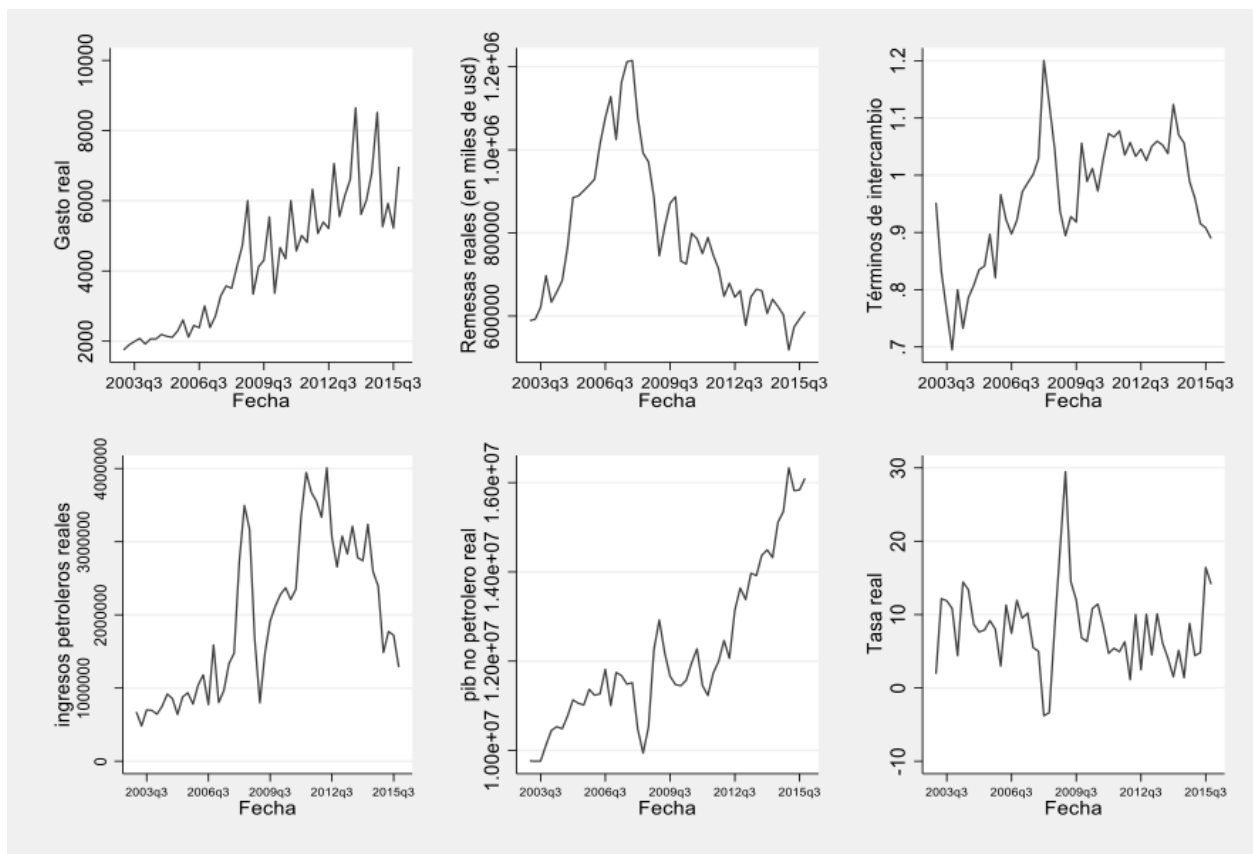 Gasto real
10000
8000
6000
4000
2000
2003q3 2006q3 2009q3 2012q3 2015q3
Fecha
Remesas reales (en miles de usd)
1.2e+06
1.0e+06
800000
600000
2003q3 2006q3 2009q3 2012q3 2015q3
Fecha
Términos de intercambio
1.2
1.1
1
.9
.8
.7
2003q3 2006q3 2009q3 2012q3 2015q3
Fecha
ingresos petroleros reales
4000000
3000000
2000000
1000000
0
2003q3 2006q3 2009q3 2012q3 2015q3
Fecha
pib no petrolero real
1.60e+07
1.40e+07
1.20e+07
1.00e+07
2003q3 2006q3 2009q3 2012q3 2015q3
Fecha
Tasa real
30
20
10
0
-10
2003q3 2006q3 2009q3 2012q3 2015q3
Fecha